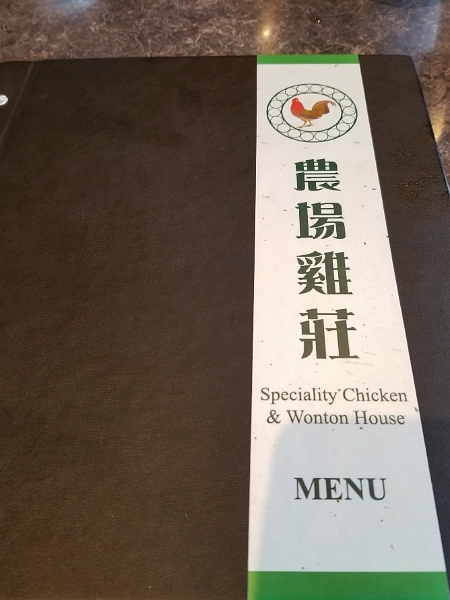 農場雞莊
Speciality Chicken
& Wonton House
MENU